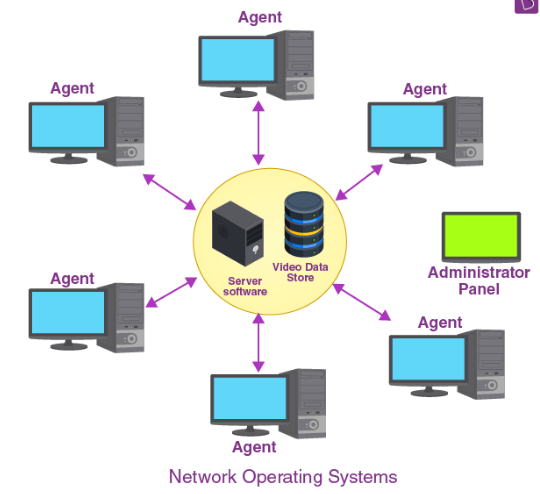 Agent
Agent
Agent
Server
software
Video Data
Store
Administrator
Panel
Agent
Agent
Agent
Network Operating Systems